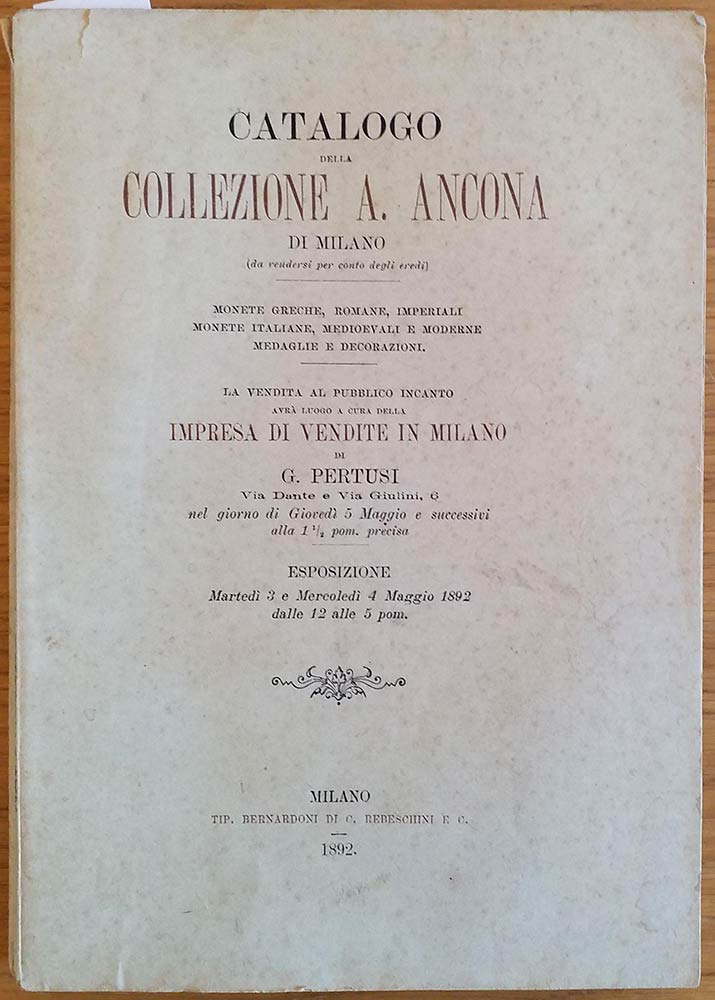 CATALOGO
DELLA
COLLEZIONE A. ANCONA
DI MILANO
(da vendersi per conto degli eredi)
MONETE GRECHE, ROMANE, IMPERIALI
MONETE ITALIANE, MEDIOEVALI E MODERNE
MEDAGLIE E DECORAZIONI.
LA VENDITA AL PUBBLICO INCANTO
AVRÀ LUOGO A CURA DELLA
IMPRESA DI VENDITE IN MILANO
DI
G. PERTUSI
Via Dante e Via Giulini, 6
nel giorno di Giovedì 5 Maggio e successivi
alla 1 1/2 pom. precisa
ESPOSIZIONE
Martedì 3 e Mercoledì 4 Maggio 1892
dalle 12 alle 5 pom.
MILANO
TIP. BERNARDONI DI C. REBESCHINI E C.
1892.